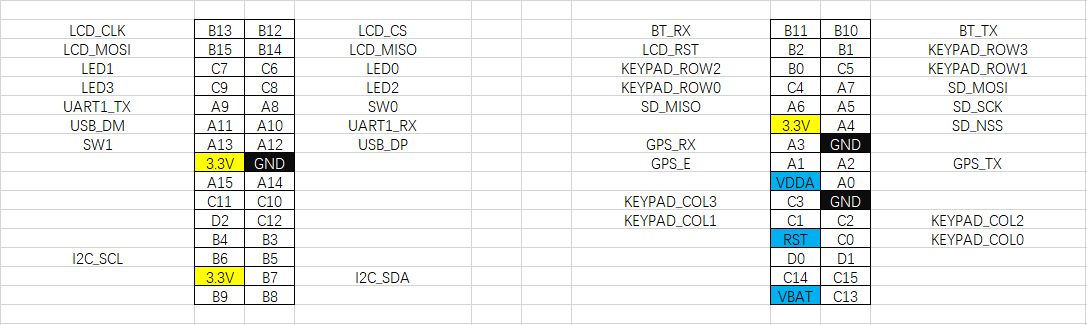 LCD_CLK B13 B12 LCD_CS BT_RX B11 B10 BT_TX
LCD_MOSI B15 B14 LCD_MISO LCD_RST B2 B1 KEYPAD_ROW3
LED1 C7 C6 LED0 KEYPAD_ROW2 B0 C5 KEYPAD_ROW1
LED3 C9 C8 LED2 KEYPAD_ROW0 C4 A7 SD_MOSI
UART1_TX A9 A8 SW0 SD_MISO A6 A5 SD_SCK
USB_DM A11 A10 UART1_RX 3.3V A4 SD_NSS
SW1 A13 A12 USB_DP GPS_RX A3 GND
3.3V GND GPS_E A1 A2 GPS_TX
A15 A14 VDDA A0
C11 C10 KEYPAD_COL3 C3 GND
D2 C12 KEYPAD_COL1 C1 C2 KEYPAD_COL2
B4 B3 RST C0 KEYPAD_COL0
I2C_SCL B6 B5 D0 D1
3.3V B7 I2C_SDA C14 C15
B9 B8 VBAT C13